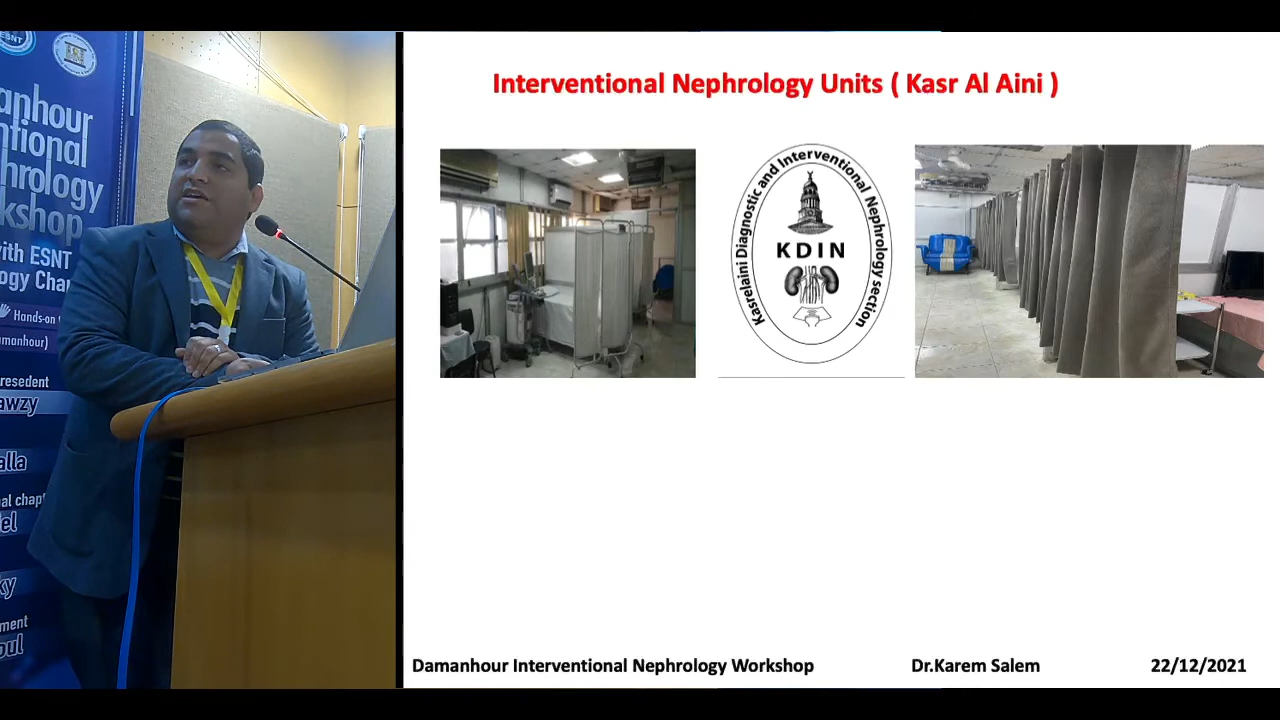 ESNT
anhour
ntional
hrology
kshop
with ESNT
ogy Cha
Hands-on
amanhour)
resedent
awzy
alla
al chapt
el
ky
ment
oul
Interventional Nephrology Units ( Kasr Al Aini )
Kasrelaini Diagnostic and Interventional Nephrology section
KDIN
Damanhour Interventional Nephrology Workshop
Dr.Karem Salem
22/12/2021